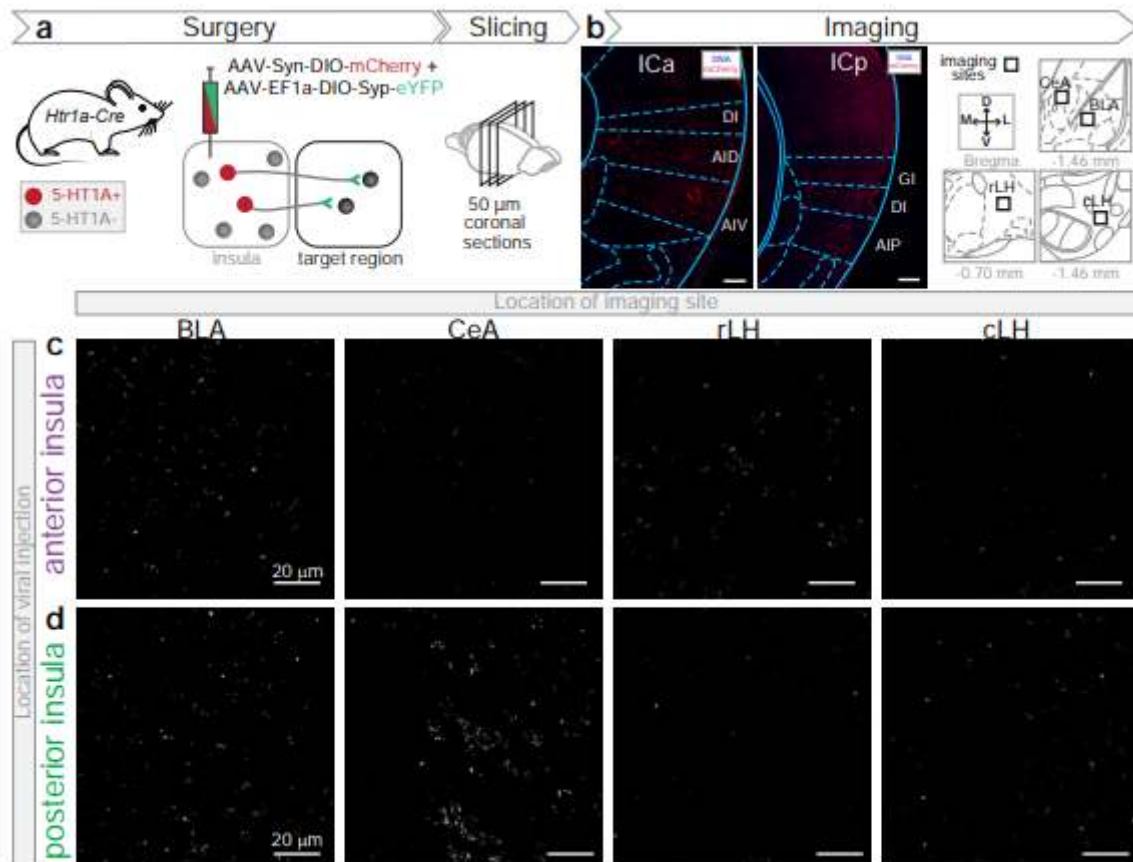 a Surgery Slicing b Imaging
AAV-Syn-DIO-mCherry +
AAV-EF1a-DIO-Syp-eYFP
Htr1a-Cre
5-HT1A+
5-HT1A-
insula
target region
50 µm
coronal
sections
ICa
DNA
mCherry
DI
AID
AIV
ICp
GI
DI
AIP
imaging
sites
D
M L
V
Bregma
CeA
BLA
-1.46 mm
rLH
-0.70 mm
cLH
-1.46 mm
Location of imaging site
BLA CeA rLH cLH
Location of viral injection
c
anterior insula
20 µm
d
posterior insula
20 µm